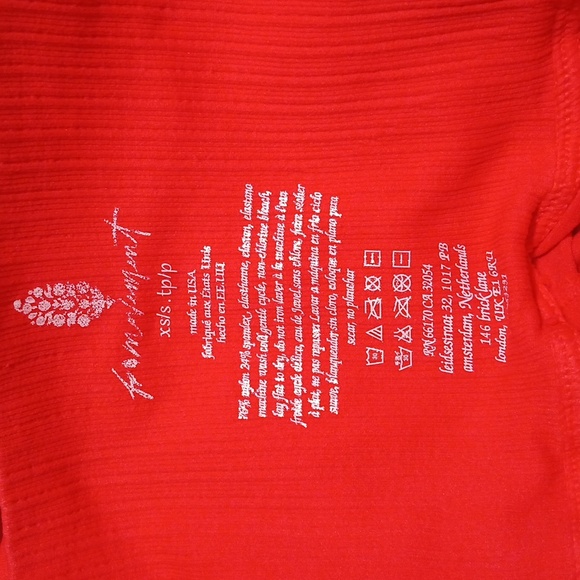 fp movement
xs/s . tp/p
made in USA
fabriqué aux États Unis
hecho en EE.UU
76% nylon 24% spandex, elasthanne, elastano
machine wash cold gentle cycle, non-chlorine bleach,
lay flat to dry, do not iron laver à la machine à l'eau
froide cycle délicat, eau de javel sans chlore, faire sécher
à plat, ne pas repasser Lavar a máquina en frío ciclo
suave, blanqueador sin cloro, coloque en plano para
secar, no planchar
RN 66170 CA 32054
leidsestraat 32, 1017 PB
amsterdam, Netherlands
146 brick lane
london, UK E1 6RU